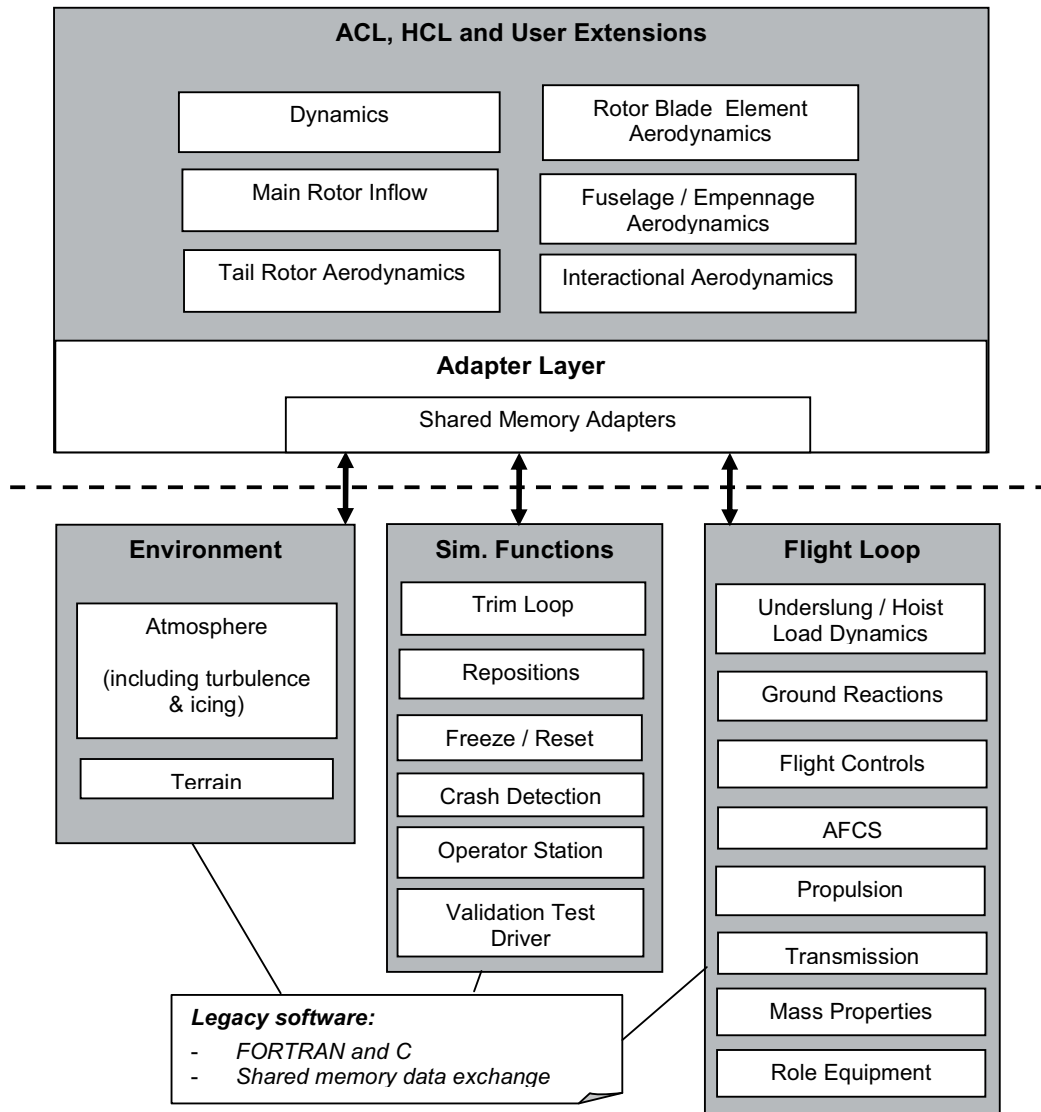 ACL, HCL and User Extensions
Dynamics
Rotor Blade Element
Aerodynamics
Main Rotor Inflow
Fuselage / Empennage
Aerodynamics
Tail Rotor Aerodynamics
Interactional Aerodynamics
Adapter Layer
Shared Memory Adapters
Environment
Atmosphere
(including turbulence
& icing)
Terrain
Sim. Functions
Trim Loop
Repositions
Freeze / Reset
Crash Detection
Operator Station
Validation Test
Driver
Flight Loop
Underslung / Hoist
Load Dynamics
Ground Reactions
Flight Controls
AFCS
Propulsion
Transmission
Mass Properties
Role Equipment
Legacy software:
- FORTRAN and C
- Shared memory data exchange